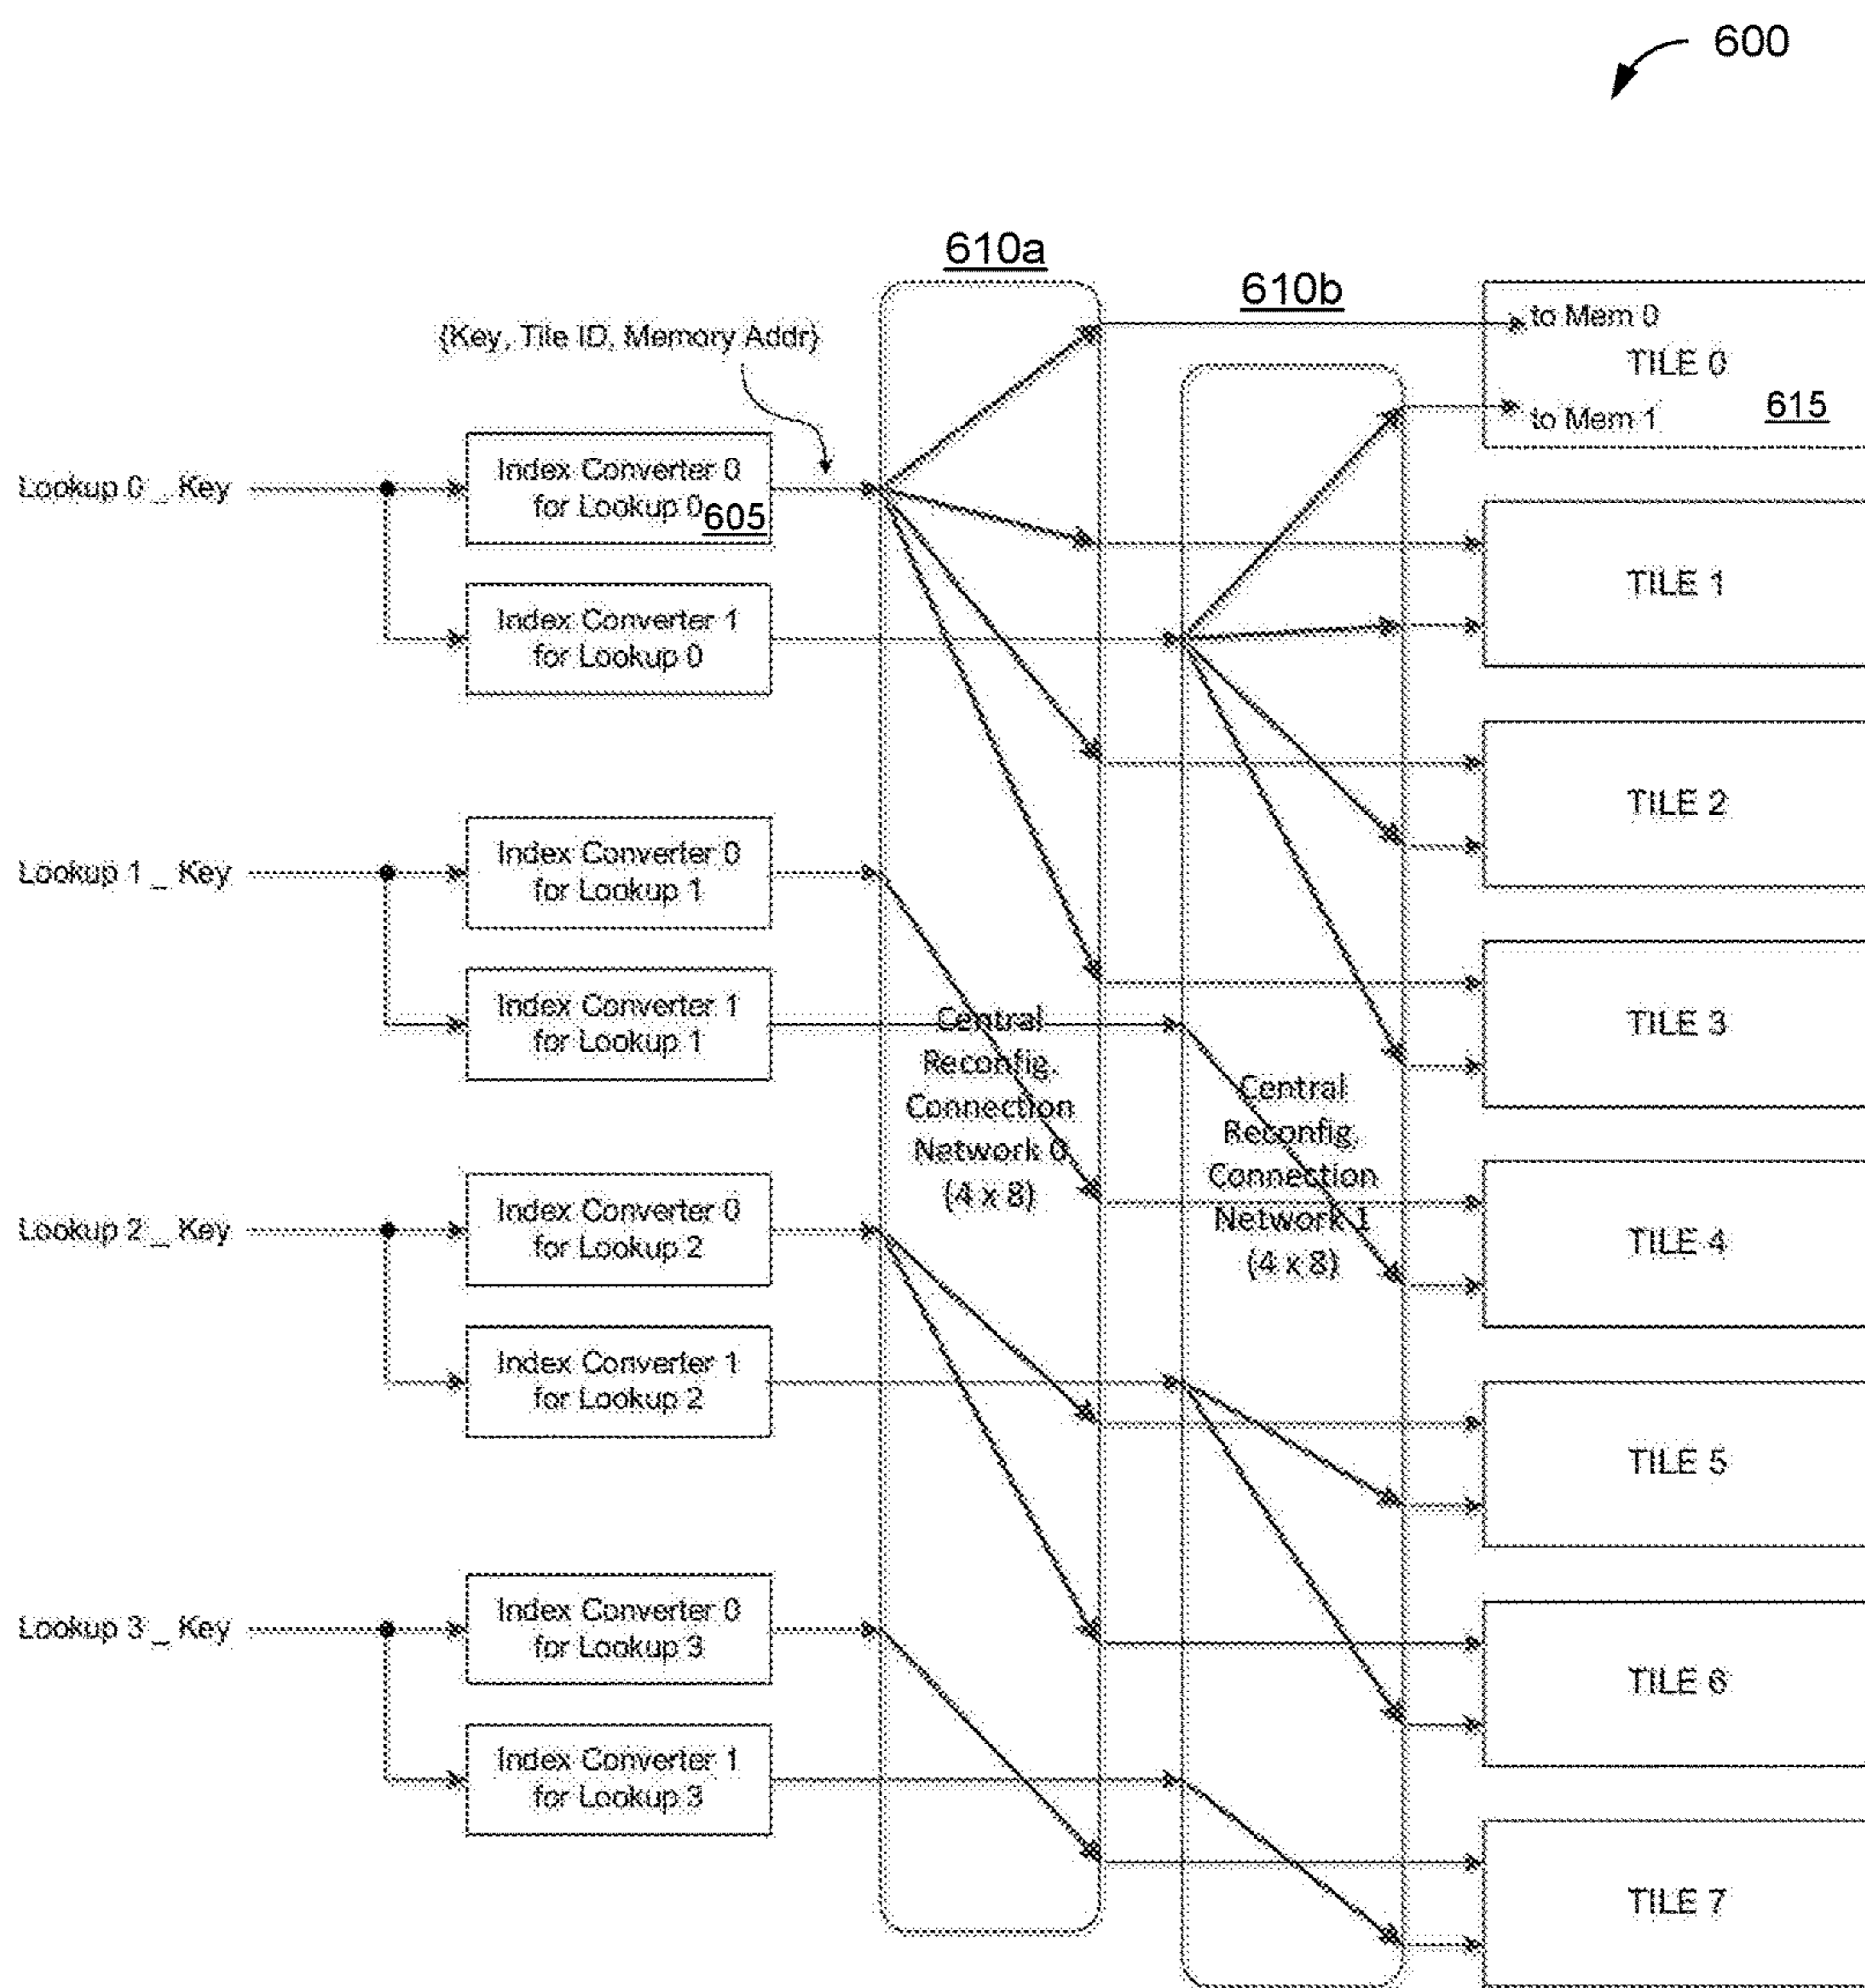 600
610a
610b
{Key, Tile ID, Memory Addr}
to Mem 0
TILE 0
615
to Mem 1
Lookup 0 _ Key
Index Converter 0
for Lookup 0
605
Index Converter 1
for Lookup 0
TILE 1
TILE 2
Lookup 1 _ Key
Index Converter 0
for Lookup 1
Index Converter 1
for Lookup 1
TILE 3
Central
Reconfig.
Connection
Network 0
(4 x 8)
Central
Reconfig.
Connection
Network 1
(4 x 8)
Lookup 2 _ Key
Index Converter 0
for Lookup 2
TILE 4
Index Converter 1
for Lookup 2
TILE 5
Lookup 3 _ Key
Index Converter 0
for Lookup 3
TILE 6
Index Converter 1
for Lookup 3
TILE 7